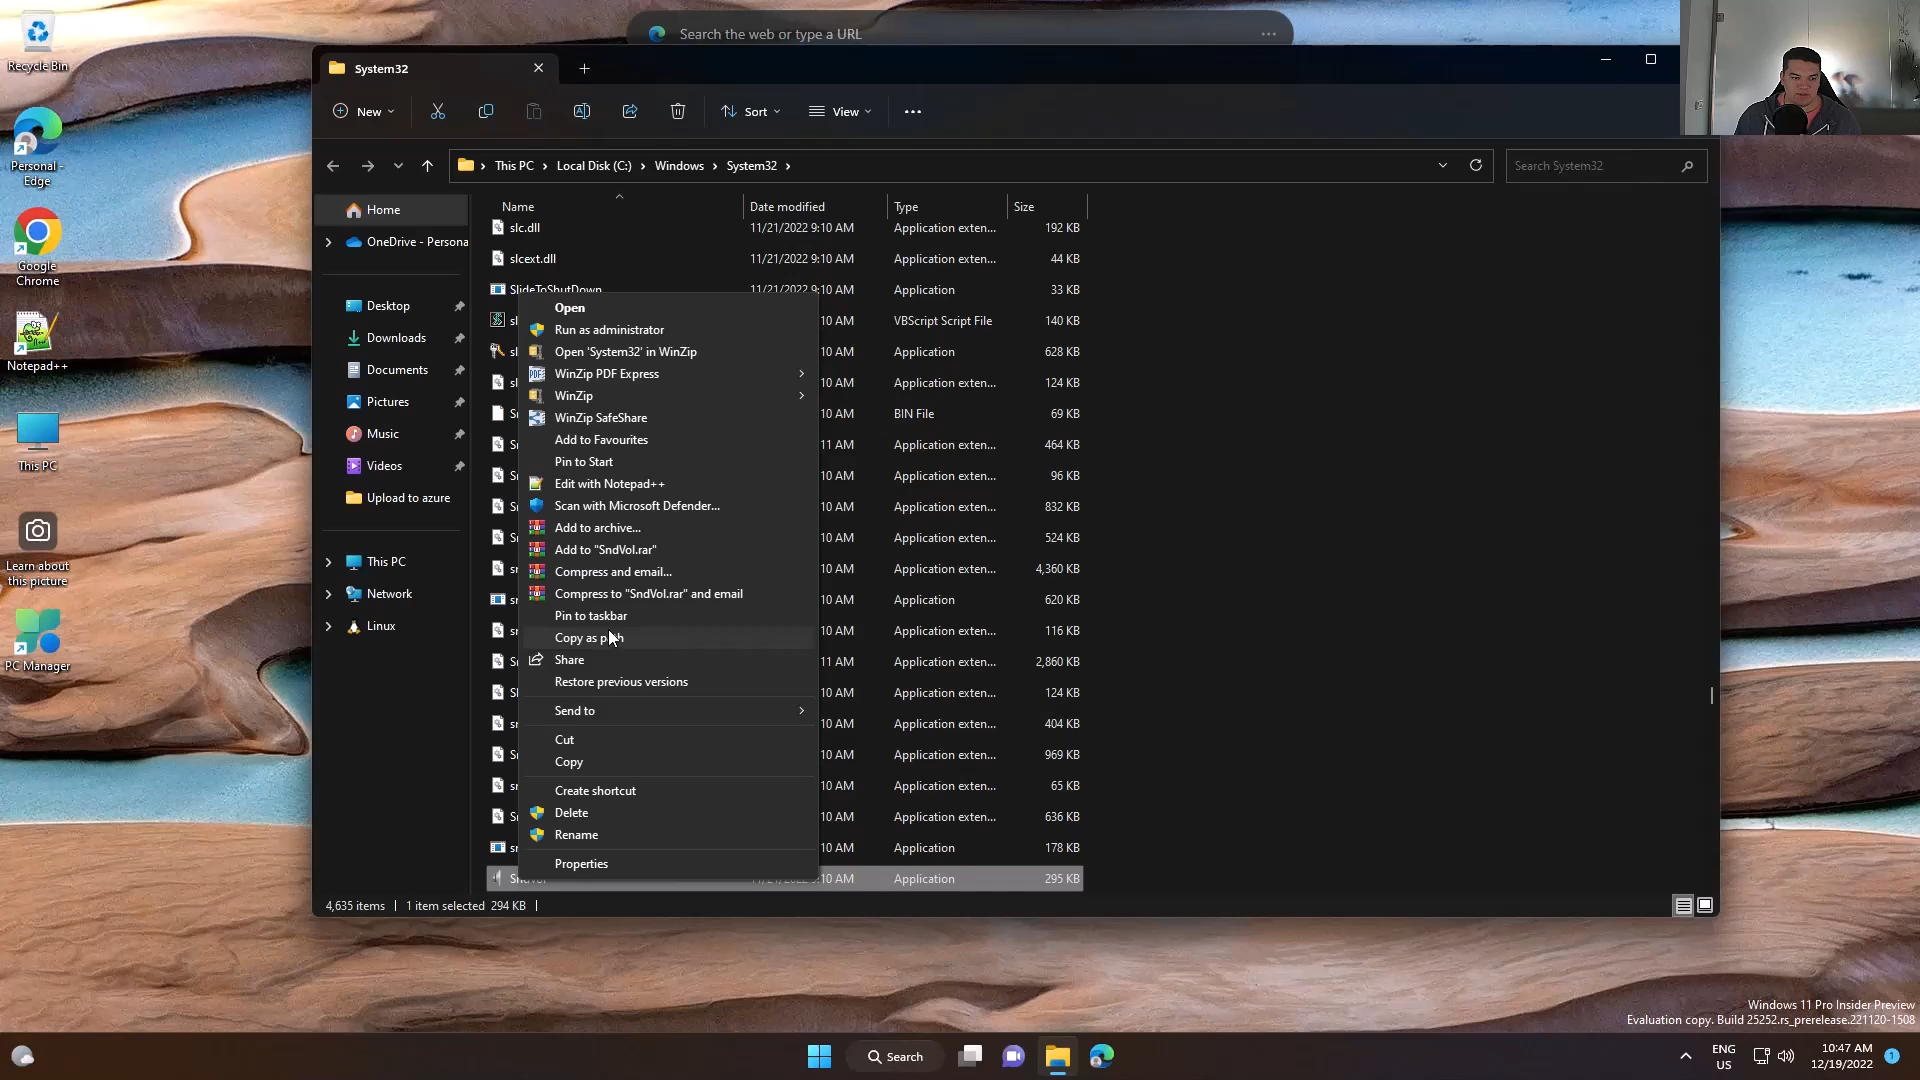 Recycle Bin
Personal -
Edge
Google
Chrome
Notepad++
This PC
Learn about
this picture
PC Manager
Search the web or type a URL
System32
New
Sort
View
This PC
Local Disk (C:)
Windows
System32
Search System32
Home
OneDrive - Persona
Desktop
Downloads
Documents
Pictures
Music
Videos
Upload to azure
This PC
Network
Linux
Name Date modified Type Size
slc.dll 11/21/2022 9:10 AM Application exten... 192 KB
slcext.dll 11/21/2022 9:10 AM Application exten... 44 KB
SlideToShutDown 11/21/2022 9:10 AM Application 33 KB
10 AM VBScript Script File 140 KB
10 AM Application 628 KB
10 AM Application exten... 124 KB
10 AM BIN File 69 KB
11 AM Application exten... 464 KB
10 AM Application exten... 96 KB
10 AM Application exten... 832 KB
10 AM Application exten... 524 KB
10 AM Application exten... 4,360 KB
10 AM Application 620 KB
10 AM Application exten... 116 KB
11 AM Application exten... 2,860 KB
10 AM Application exten... 124 KB
10 AM Application exten... 404 KB
10 AM Application exten... 969 KB
10 AM Application exten... 65 KB
10 AM Application exten... 636 KB
10 AM Application 178 KB
SndVol 11/21/2022 9:10 AM Application 295 KB
Open
Run as administrator
Open 'System32' in WinZip
WinZip PDF Express
WinZip
WinZip SafeShare
Add to Favourites
Pin to Start
Edit with Notepad++
Scan with Microsoft Defender...
Add to archive...
Add to "SndVol.rar"
Compress and email...
Compress to "SndVol.rar" and email
Pin to taskbar
Copy as path
Share
Restore previous versions
Send to
Cut
Copy
Create shortcut
Delete
Rename
Properties
4,635 items 1 item selected 294 KB
Windows 11 Pro Insider Preview
Evaluation copy. Build 25252.rs_prerelease.221120-1508
Search
ENG
US
10:47 AM
12/19/2022
1